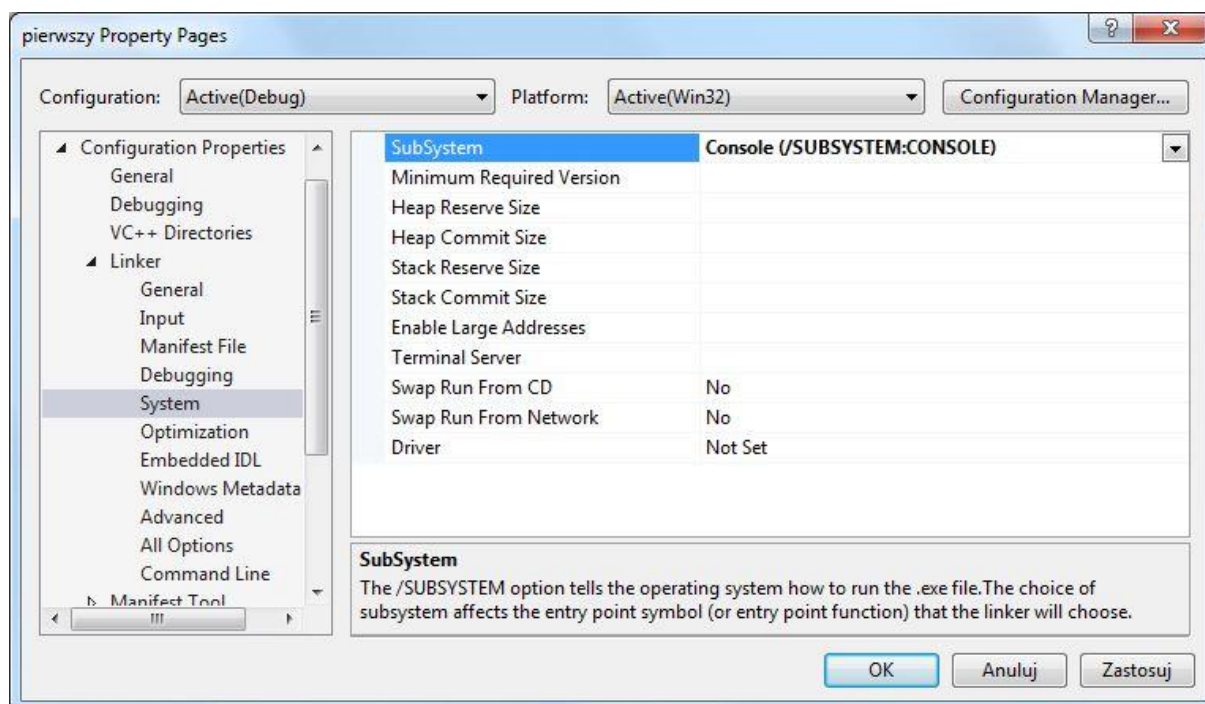 pierwszy Property Pages
Configuration: Active(Debug) Platform: Active(Win32) Configuration Manager...
Configuration Properties
General
Debugging
VC++ Directories
Linker
General
Input
Manifest File
Debugging
System
Optimization
Embedded IDL
Windows Metadata
Advanced
All Options
Command Line
Manifest Tool
SubSystem Console (/SUBSYSTEM:CONSOLE)
Minimum Required Version
Heap Reserve Size
Heap Commit Size
Stack Reserve Size
Stack Commit Size
Enable Large Addresses
Terminal Server
Swap Run From CD No
Swap Run From Network No
Driver Not Set
SubSystem
The /SUBSYSTEM option tells the operating system how to run the .exe file.The choice of
subsystem affects the entry point symbol (or entry point function) that the linker will choose.
OK Anuluj Zastosuj